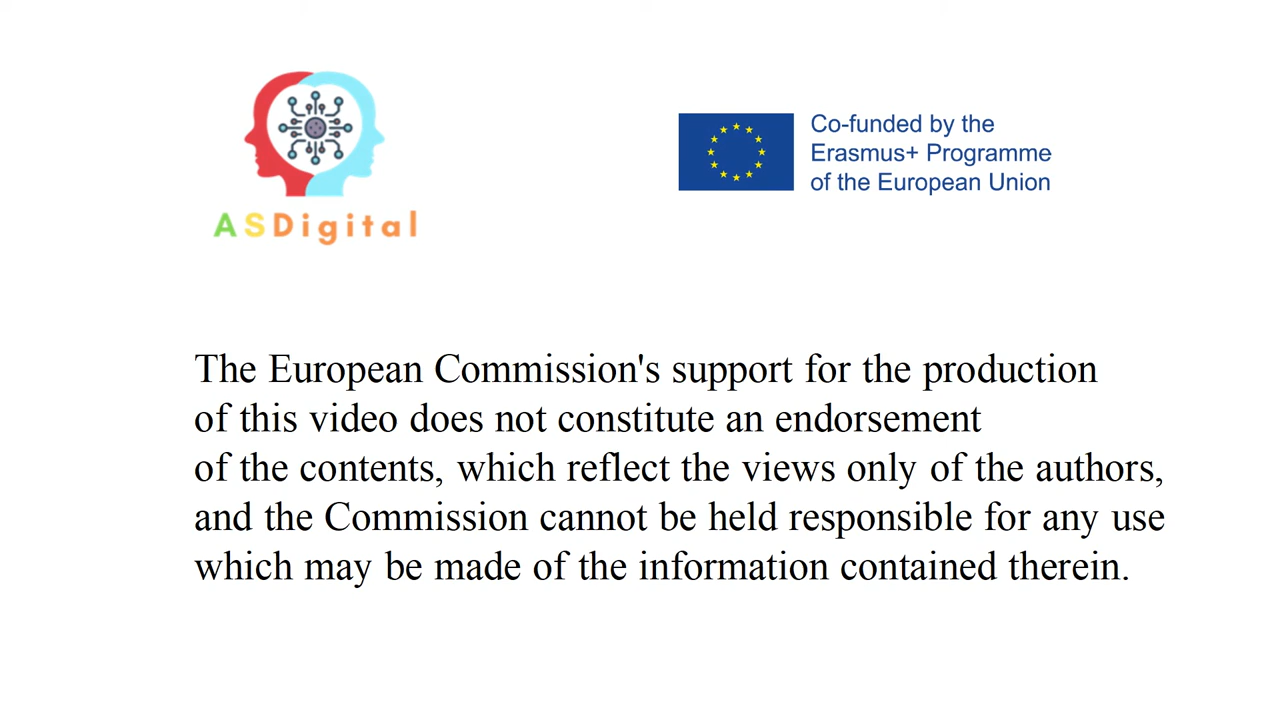 ASDigital
Co-funded by the
Erasmus+ Programme
of the European Union
The European Commission's support for the production
of this video does not constitute an endorsement
of the contents, which reflect the views only of the authors,
and the Commission cannot be held responsible for any use
which may be made of the information contained therein.